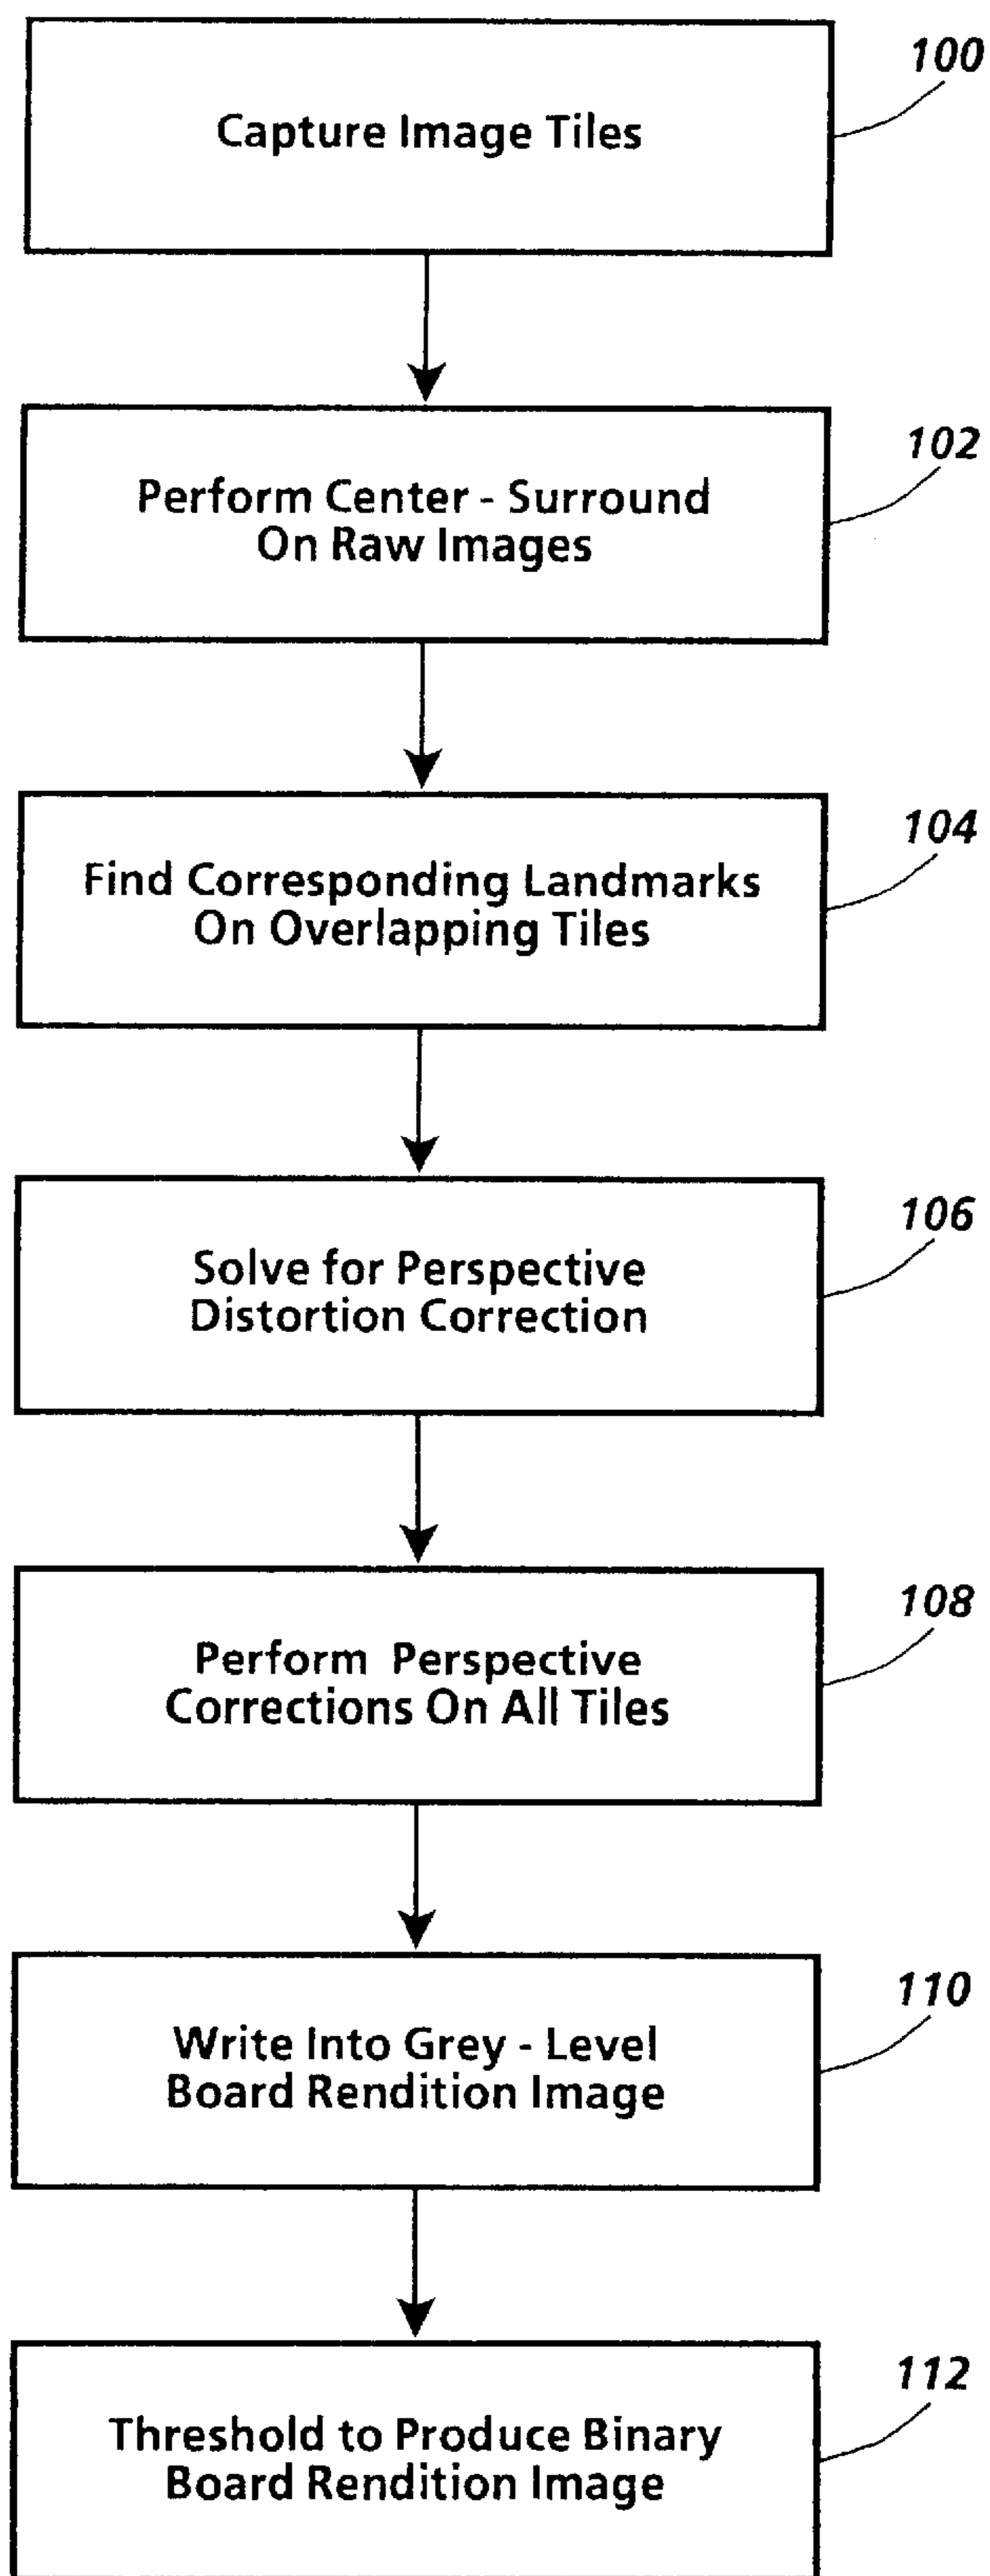 100
Capture Image Tiles
102
Perform Center - Surround
On Raw Images
104
Find Corresponding Landmarks
On Overlapping Tiles
106
Solve for Perspective
Distortion Correction
108
Perform Perspective
Corrections On All Tiles
110
Write Into Grey - Level
Board Rendition Image
112
Threshold to Produce Binary
Board Rendition Image